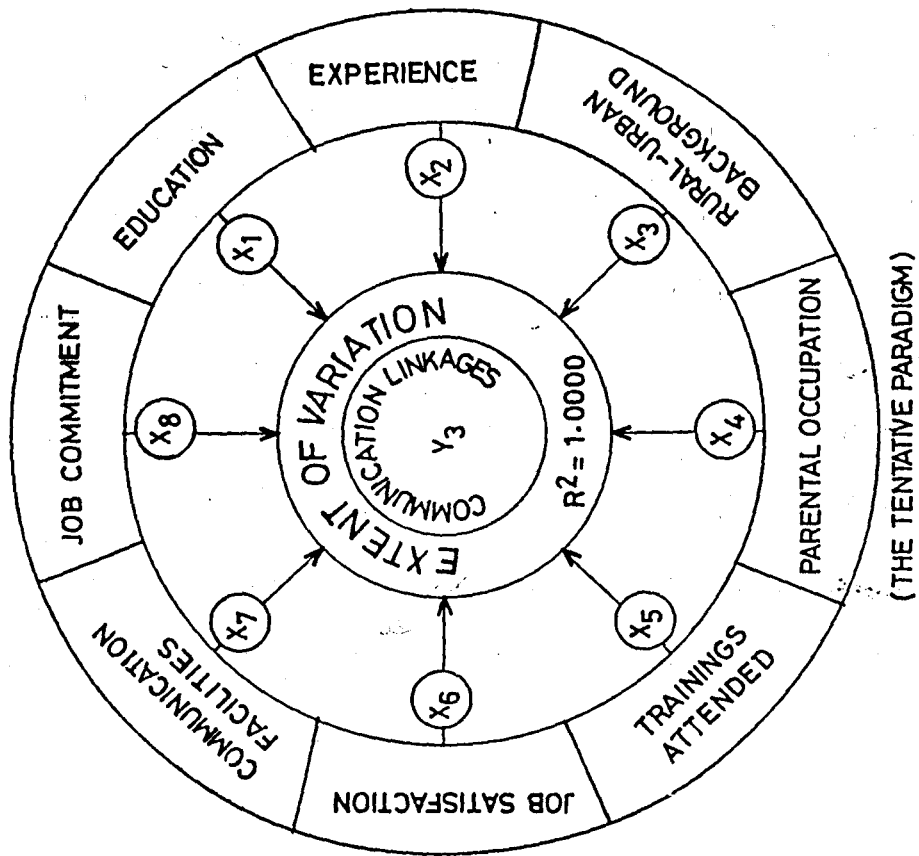 EDUCATION
EXPERIENCE
RURAL-URBAN
BACKGROUND
PARENTAL OCCUPATION
TRAININGS
ATTENDED
JOB SATISFACTION
COMMUNICATION
FACILITIES
JOB COMMITMENT
X1
X2
X3
X4
X5
X6
X7
X8
EXTENT OF VARIATION
COMMUNICATION LINKAGES
Y3
R² = 1.0000
(THE TENTATIVE PARADIGM)